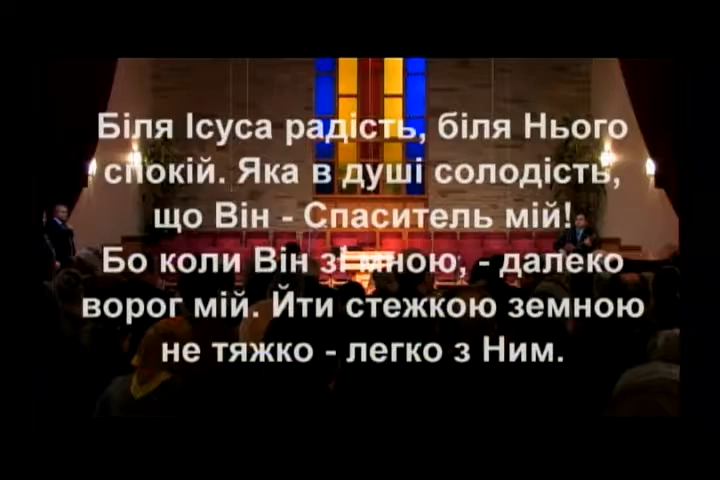 Біля Ісуса радість, біля Нього
спокій. Яка в душі солодість,
що Він - Спаситель мій!
Бо коли Він зі мною, - далеко
ворог мій. Йти стежкою земною
не тяжко - легко з Ним.